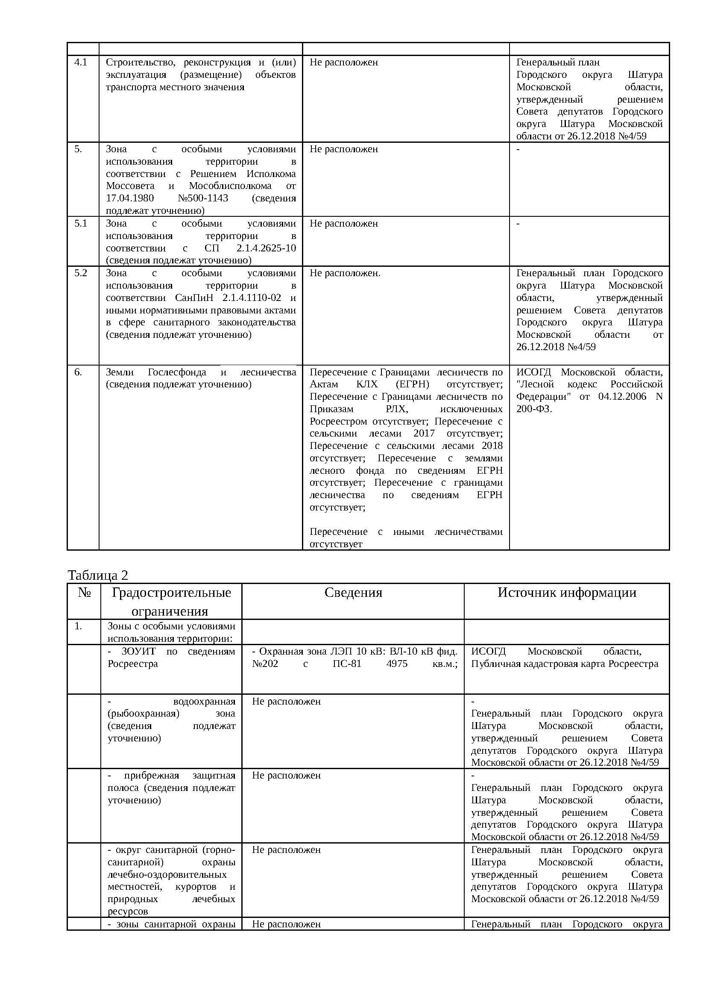 4.1
Строительство, реконструкция и (или)
эксплуатация (размещение) объектов
транспорта местного значения
Не расположен
Генеральный план
Городского округа Шатура
Московской области,
утвержденный решением
Совета депутатов Городского
округа Шатура Московской
области от 26.12.2018 №4/59
5.
Зона с особыми условиями
использования территории в
соответствии с Решением Исполкома
Моссовета и Мособлисполкома от
17.04.1980 №500-1143 (сведения
подлежат уточнению)
Не расположен
-
5.1
Зона с особыми условиями
использования территории в
соответствии с СП 2.1.4.2625-10
(сведения подлежат уточнению)
Не расположен
-
5.2
Зона с особыми условиями
использования территории в
соответствии СанПиН 2.1.4.1110-02 и
иными нормативными правовыми актами
в сфере санитарного законодательства
(сведения подлежат уточнению)
Не расположен.
Генеральный план Городского
округа Шатура Московской
области, утвержденный
решением Совета депутатов
Городского округа Шатура
Московской области от
26.12.2018 №4/59
6.
Земли Гослесфонда и лесничества
(сведения подлежат уточнению)
Пересечение с Границами лесничеств по
Актам КЛХ (ЕГРН) отсутствует;
Пересечение с Границами лесничеств по
Приказам РЛХ, исключенных
Росреестром отсутствует; Пересечение с
сельскими лесами 2017 отсутствует;
Пересечение с сельскими лесами 2018
отсутствует; Пересечение с землями
лесного фонда по сведениям ЕГРН
отсутствует; Пересечение с границами
лесничества по сведениям ЕГРН
отсутствует;
Пересечение с иными лесничествами
отсутствует
ИСОГД Московской области,
"Лесной кодекс Российской
Федерации" от 04.12.2006 N
200-ФЗ.
Таблица 2
№
Градостроительные
ограничения
Сведения
Источник информации
1.
Зоны с особыми условиями
использования территории:
- ЗОУИТ по сведениям
Росреестра
- Охранная зона ЛЭП 10 кВ: ВЛ-10 кВ фид.
№202 с ПС-81 4975 кв.м.;
ИСОГД Московской области,
Публичная кадастровая карта Росреестра
- водоохранная
(рыбоохранная) зона
(сведения подлежат
уточнению)
Не расположен
-
Генеральный план Городского округа
Шатура Московской области,
утвержденный решением Совета
депутатов Городского округа Шатура
Московской области от 26.12.2018 №4/59
- прибрежная защитная
полоса (сведения подлежат
уточнению)
Не расположен
-
Генеральный план Городского округа
Шатура Московской области,
утвержденный решением Совета
депутатов Городского округа Шатура
Московской области от 26.12.2018 №4/59
- округ санитарной (горно-
санитарной) охраны
лечебно-оздоровительных
местностей, курортов и
природных лечебных
ресурсов
Не расположен
Генеральный план Городского округа
Шатура Московской области,
утвержденный решением Совета
депутатов Городского округа Шатура
Московской области от 26.12.2018 №4/59
- зоны санитарной охраны
Не расположен
Генеральный план Городского округа